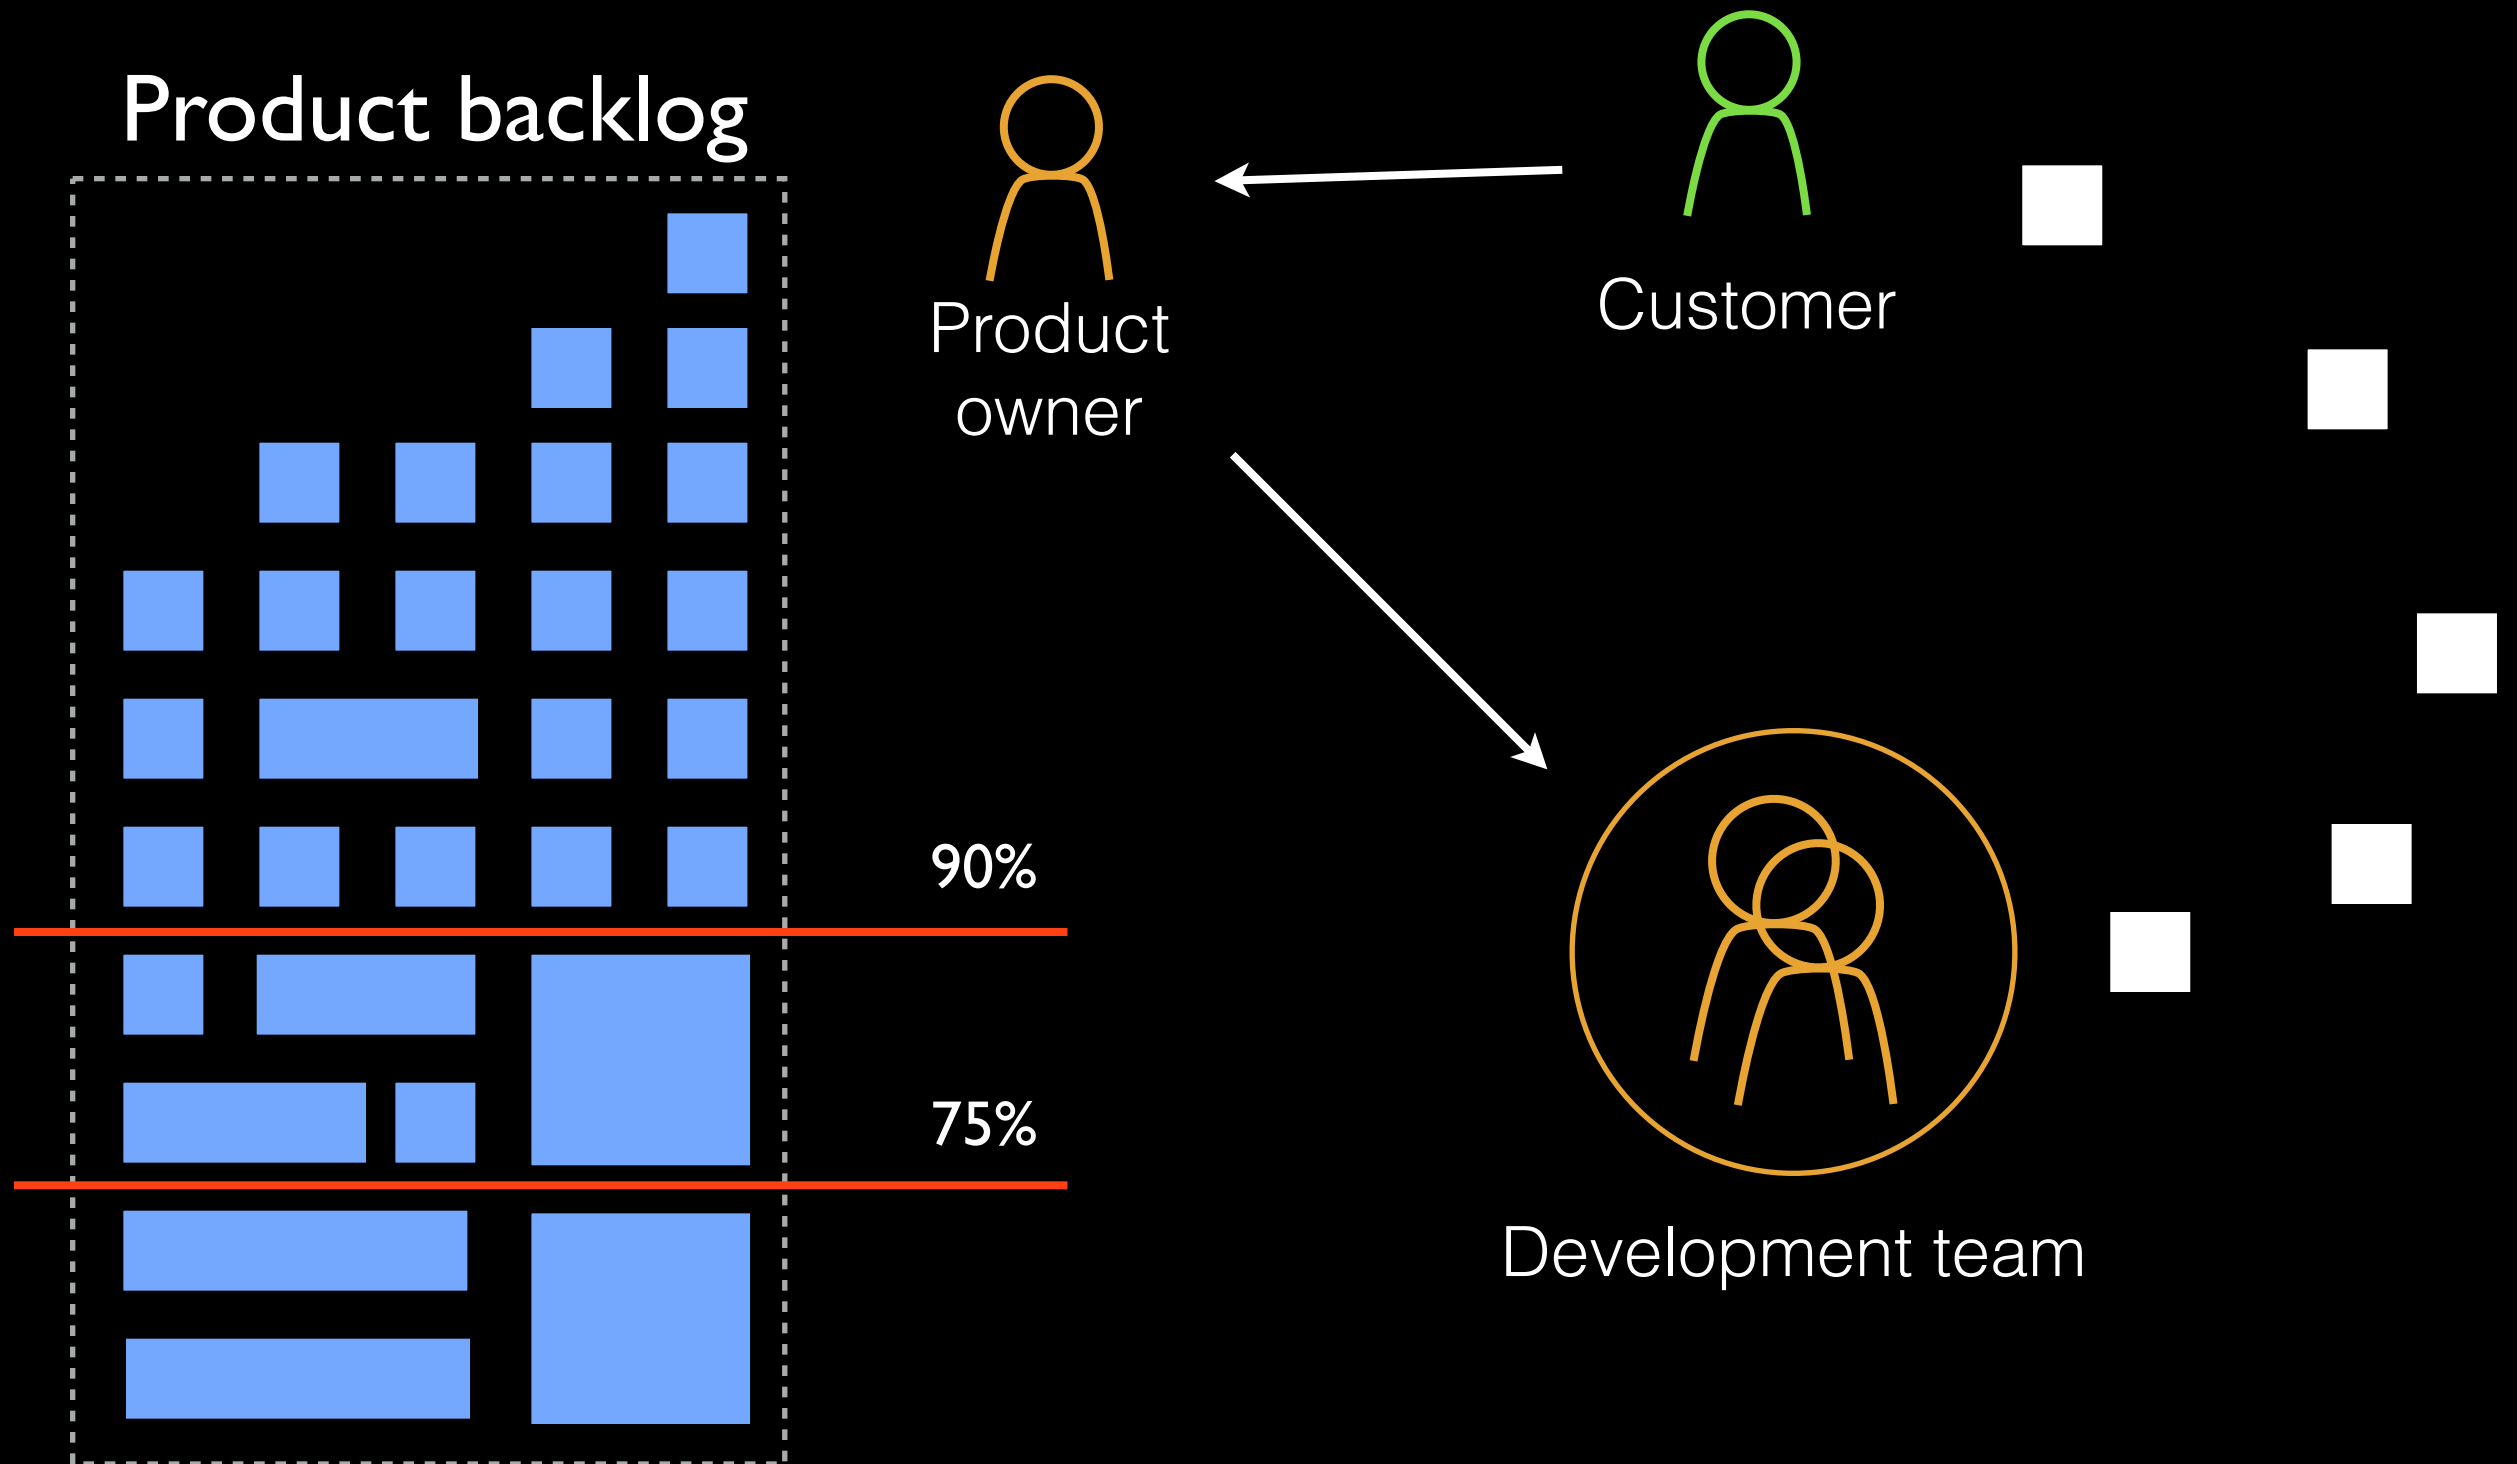 Product backlog
Product
owner
Customer
90%
75%
Development team